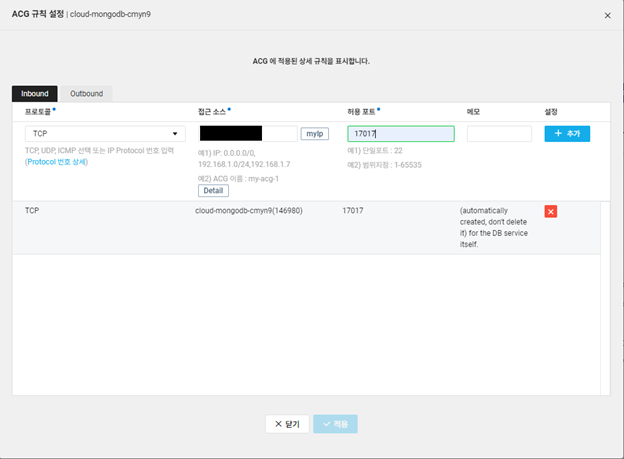 ACG 규칙 설정 | cloud-mongodb-cmyn9
ACG 에 적용된 상세 규칙을 표시합니다.
Inbound Outbound
프로토콜 접근 소스 허용 포트 메모 설정
TCP myIp 17017 + 추가
TCP, UDP, ICMP 선택 또는 IP Protocol 번호 입력
(Protocol 번호 상세)
예1) IP: 0.0.0.0/0,
192.168.1.0/24,192.168.1.7
예2) ACG 이름 : my-acg-1
Detail
예1) 단일포트 : 22
예2) 범위지정 : 1-65535
TCP cloud-mongodb-cmyn9(146980) 17017 (automatically
created, don't delete
it) for the DB service
itself.
닫기 적용